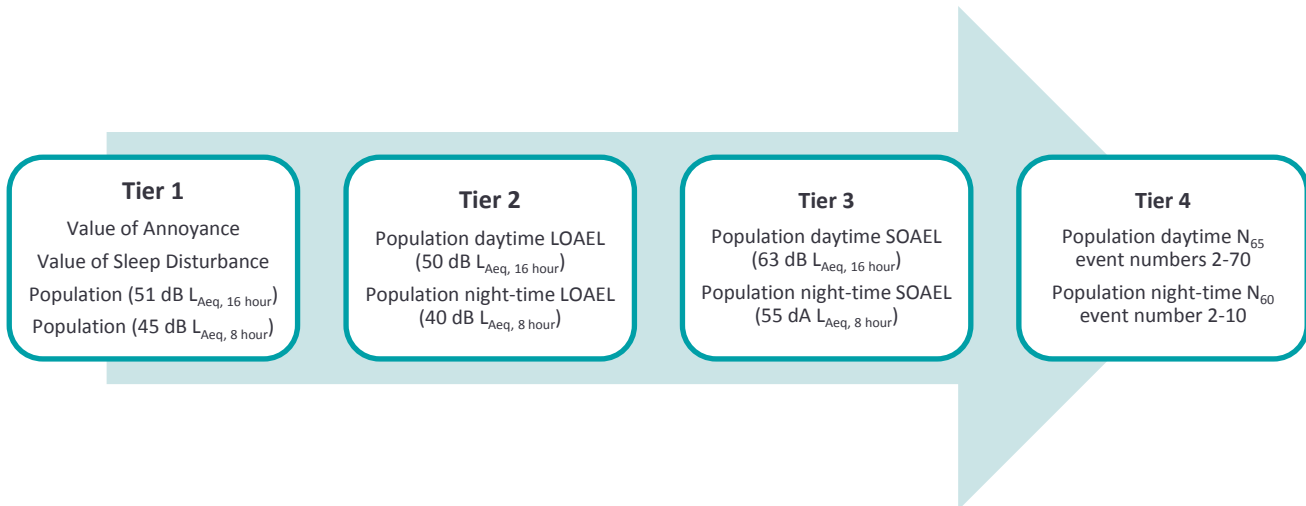 Tier 1
Value of Annoyance
Value of Sleep Disturbance
Population (51 dB LAeq, 16 hour)
Population (45 dB LAeq, 8 hour)
Tier 2
Population daytime LOAEL
(50 dB LAeq, 16 hour)
Population night-time LOAEL
(40 dB LAeq, 8 hour)
Tier 3
Population daytime SOAEL
(63 dB LAeq, 16 hour)
Population night-time SOAEL
(55 dA LAeq, 8 hour)
Tier 4
Population daytime N65
event numbers 2-70
Population night-time N60
event number 2-10